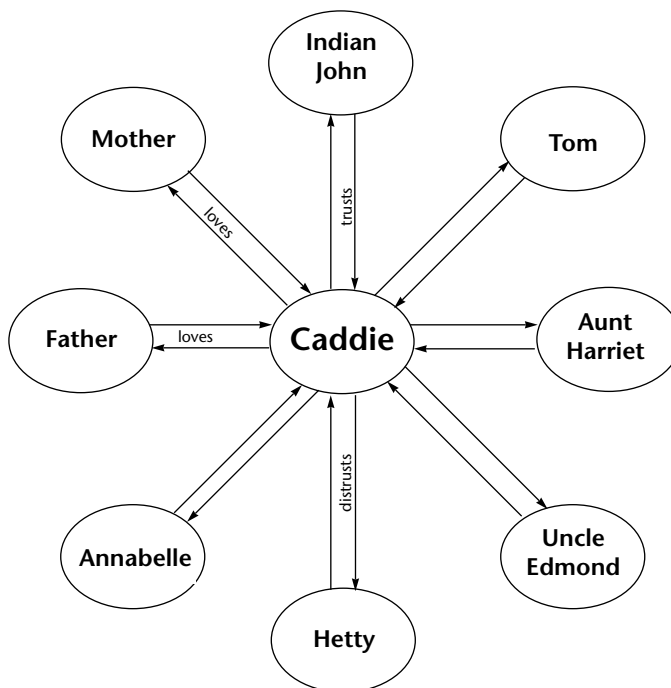 Indian
John
Mother
Tom
loves
trusts
Father
loves
Caddie
Aunt
Harriet
distrusts
Annabelle
Uncle
Edmond
Hetty